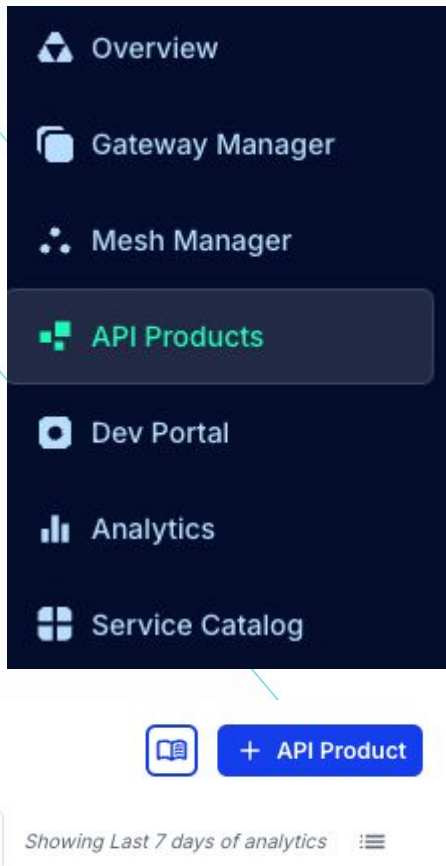 Overview
Gateway Manager
Mesh Manager
API Products
Dev Portal
Analytics
Service Catalog
+ API Product
Showing Last 7 days of analytics